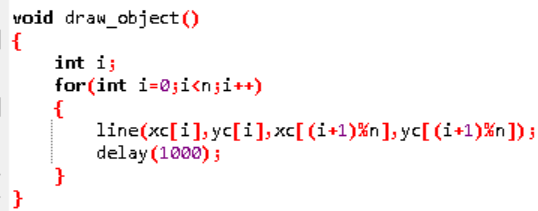 void draw_object()
{
int i;
for(int i=0;i<n;i++)
{
line(xc[i],yc[i],xc[(i+1)%n],yc[(i+1)%n]);
delay(1000);
}
}